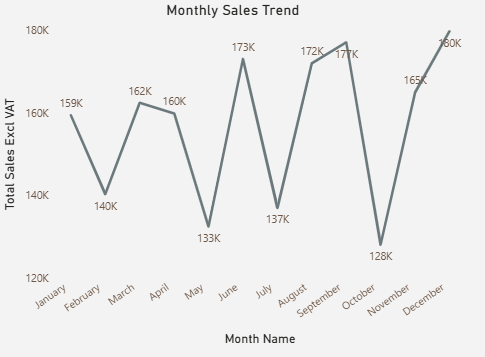 Monthly Sales Trend
Total Sales Excl VAT
180K
160K
140K
120K
159K
140K
162K
160K
133K
173K
137K
172K
177K
128K
165K
180K
January
February
March
April
May
June
July
August
September
October
November
December
Month Name